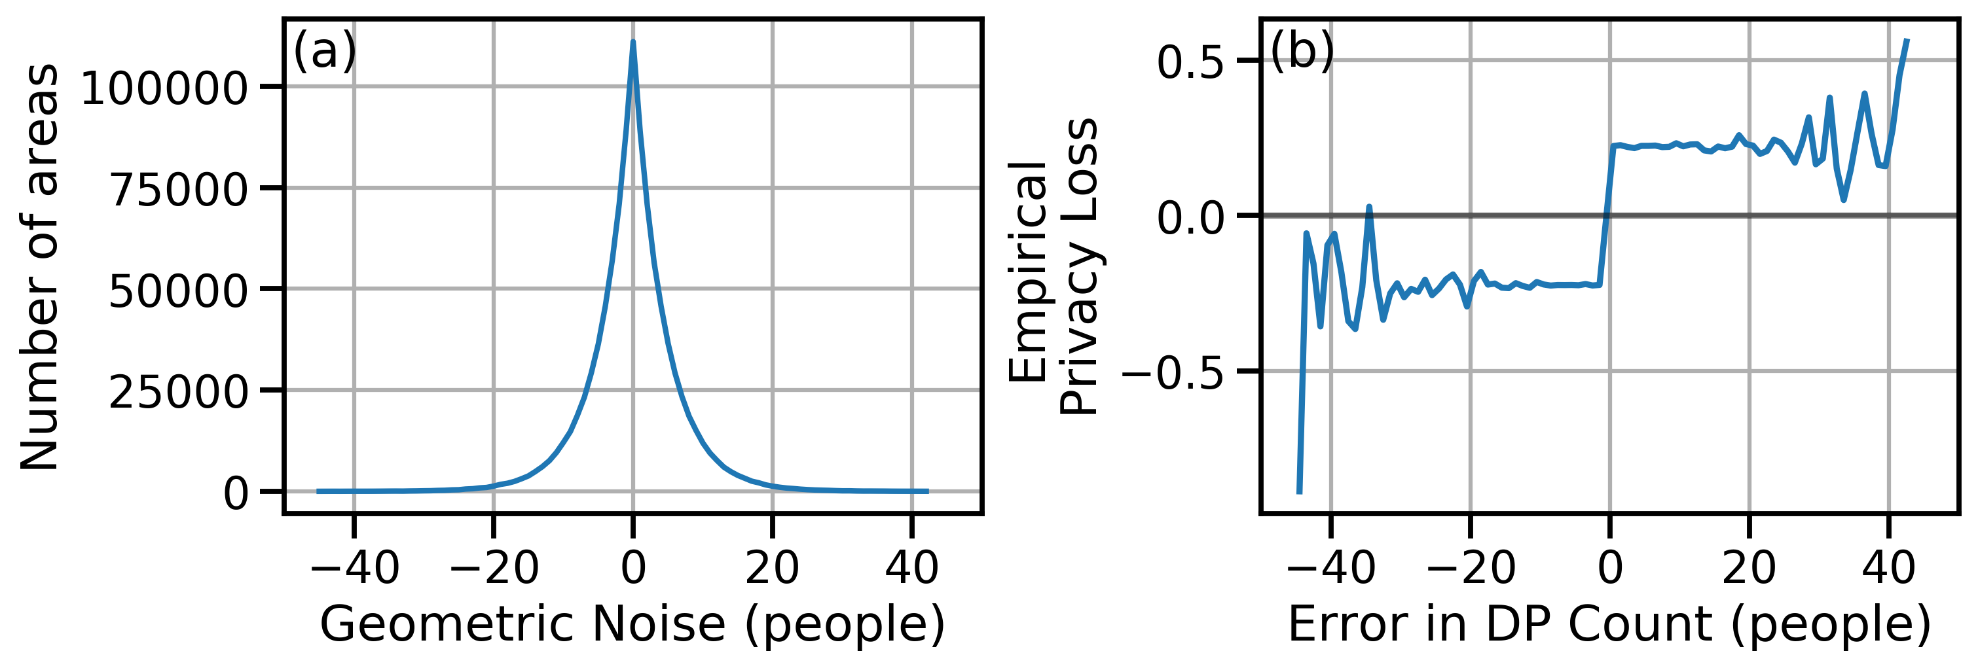 (a)
Number of areas
100000
75000
50000
25000
0
−40
−20
0
20
40
Geometric Noise (people)
(b)
Empirical
Privacy Loss
0.5
0.0
−0.5
−40
−20
0
20
40
Error in DP Count (people)